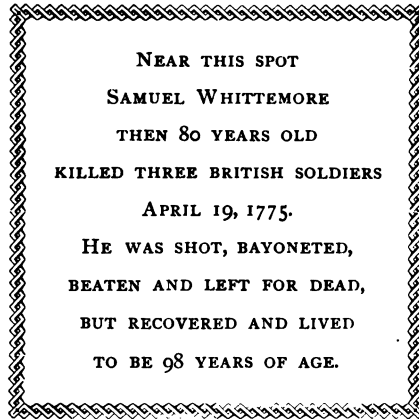 Near this spot
Samuel Whittemore
then 80 years old
killed three British soldiers
April 19, 1775.
He was shot, bayoneted,
beaten and left for dead,
but recovered and lived
to be 98 years of age.